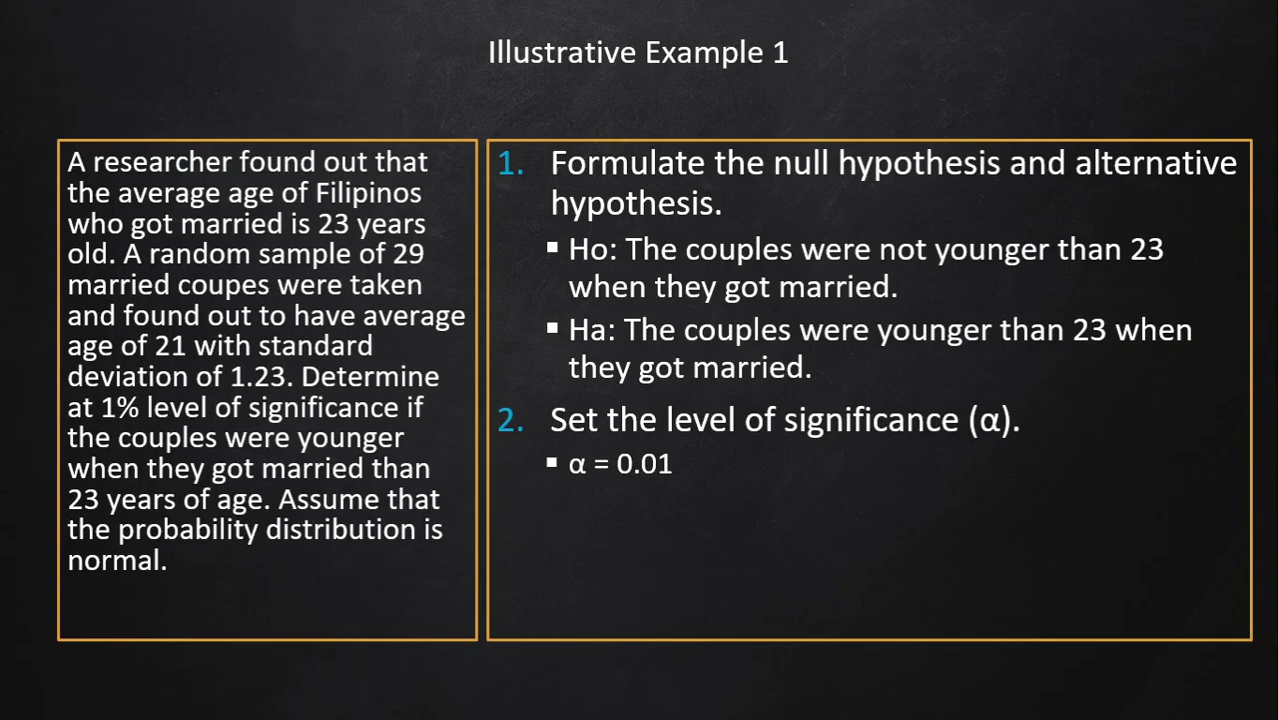 Illustrative Example 1
A researcher found out that
the average age of Filipinos
who got married is 23 years
old. A random sample of 29
married coupes were taken
and found out to have average
age of 21 with standard
deviation of 1.23. Determine
at 1% level of significance if
the couples were younger
when they got married than
23 years of age. Assume that
the probability distribution is
normal.
1. Formulate the null hypothesis and alternative
hypothesis.
▪ Ho: The couples were not younger than 23
when they got married.
▪ Ha: The couples were younger than 23 when
they got married.
2. Set the level of significance (α).
▪ α = 0.01